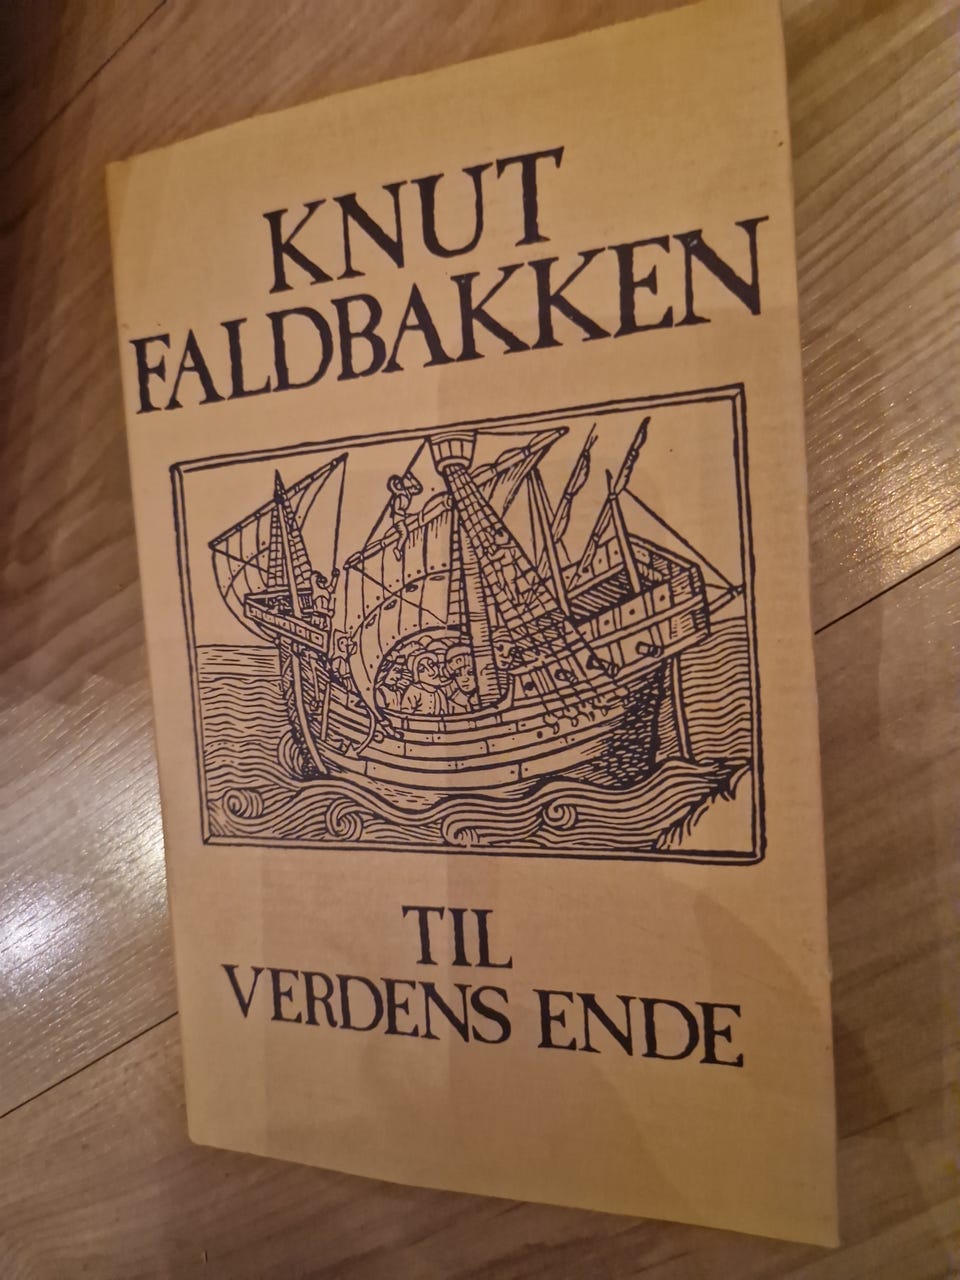 KNUT
FALDBAKKEN
TIL
VERDENS ENDE